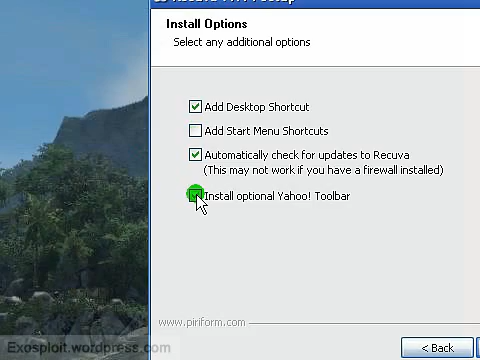 Install Options
Select any additional options
Add Desktop Shortcut
Add Start Menu Shortcuts
Automatically check for updates to Recuva
(This may not work if you have a firewall installed)
Install optional Yahoo! Toolbar
www.piriform.com
< Back
Exosploit.wordpress.com